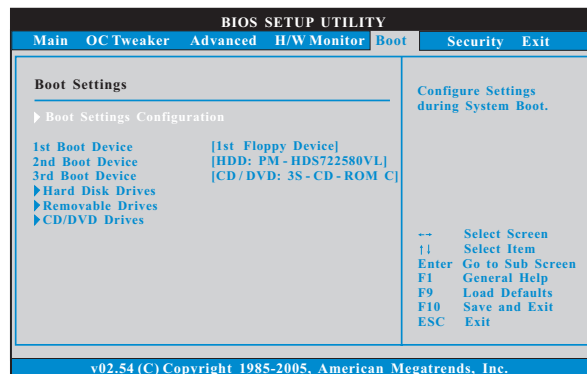 BIOS SETUP UTILITY
Main OC Tweaker Advanced H/W Monitor Boot Security Exit
Boot Settings
Boot Settings Configuration
1st Boot Device [1st Floppy Device]
2nd Boot Device [HDD: PM - HDS722580VL]
3rd Boot Device [CD / DVD: 3S - CD - ROM C]
Hard Disk Drives
Removable Drives
CD/DVD Drives
Configure Settings
during System Boot.
←→ Select Screen
↑↓ Select Item
Enter Go to Sub Screen
F1 General Help
F9 Load Defaults
F10 Save and Exit
ESC Exit
v02.54 (C) Copyright 1985-2005, American Megatrends, Inc.